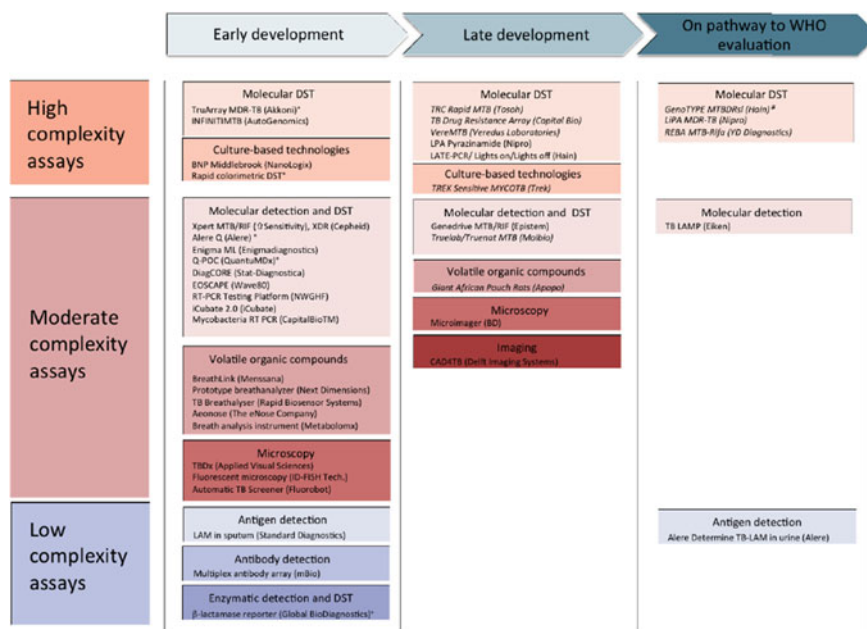 Early development
Late development
On pathway to WHO
evaluation
High
complexity
assays
Molecular DST
TruArray MDR-TB (Akkoni)*
INFINITIMTB (AutoGenomics)
Culture-based technologies
BNP Middlebrook (NanoLogix)
Rapid colorimetric DST*
Molecular DST
TRC Rapid MTB (Tosoh)
TB Drug Resistance Array (Capital Bio)
VereMTB (Veredus Laboratories)
LPA Pyrazinamide (Nipro)
LATE-PCR/ Lights on/Lights off (Hain)
Culture-based technologies
TREK Sensitive MYCOTB (Trek)
Molecular DST
GenoTYPE MTBDRsl (Hain)#
LiPA MDR-TB (Nipro)
REBA MTB-Rifa (YD Diagnostics)
Moderate
complexity
assays
Molecular detection and DST
Xpert MTB/RIF (⇧Sensitivity), XDR (Cepheid)
Alere Q (Alere) *
Enigma ML (Enigmadiagnostics)
Q-POC (QuantuMDx)*
DiagCORE (Stat-Diagnostica)
EOSCAPE (Wave80)
RT-PCR Testing Platform (NWGHF)
iCubate 2.0 (iCubate)
Mycobacteria RT PCR (CapitalBioTM)
Volatile organic compounds
BreathLink (Menssana)
Prototype breathanalyzer (Next Dimensions)
TB Breathalyser (Rapid Biosensor Systems)
Aeonose (The eNose Company)
Breath analysis instrument (Metabolomx)
Microscopy
TBDx (Applied Visual Sciences)
Fluorescent microscopy (ID-FISH Tech.)
Automatic TB Screener (Fluorobot)
Molecular detection and DST
Genedrive MTB/RIF (Epistem)
Truelab/Truenat MTB (Molbio)
Volatile organic compounds
Giant African Pouch Rats (Apopo)
Microscopy
Microimager (BD)
Imaging
CAD4TB (Delft Imaging Systems)
Molecular detection
TB LAMP (Eiken)
Low
complexity
assays
Antigen detection
LAM in sputum (Standard Diagnostics)
Antibody detection
Multiplex antibody array (mBio)
Enzymatic detection and DST
β-lactamase reporter (Global BioDiagnostics)*
Antigen detection
Alere Determine TB-LAM in urine (Alere)